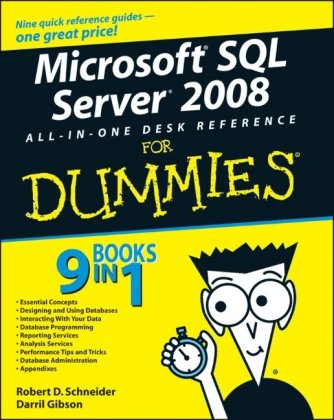 Nine quick reference guides —
one great price!
Microsoft® SQL
Server® 2008
ALL-IN-ONE DESK REFERENCE
FOR
DUMMIES®
9 BOOKS IN 1
• Essential Concepts
• Designing and Using Databases
• Interacting With Your Data
• Database Programming
• Reporting Services
• Analysis Services
• Performance Tips and Tricks
• Database Administration
• Appendixes
Robert D. Schneider
Darril Gibson